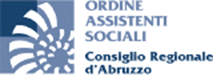 ORDINE
ASSISTENTI
SOCIALI
Consiglio Regionale
d'Abruzzo